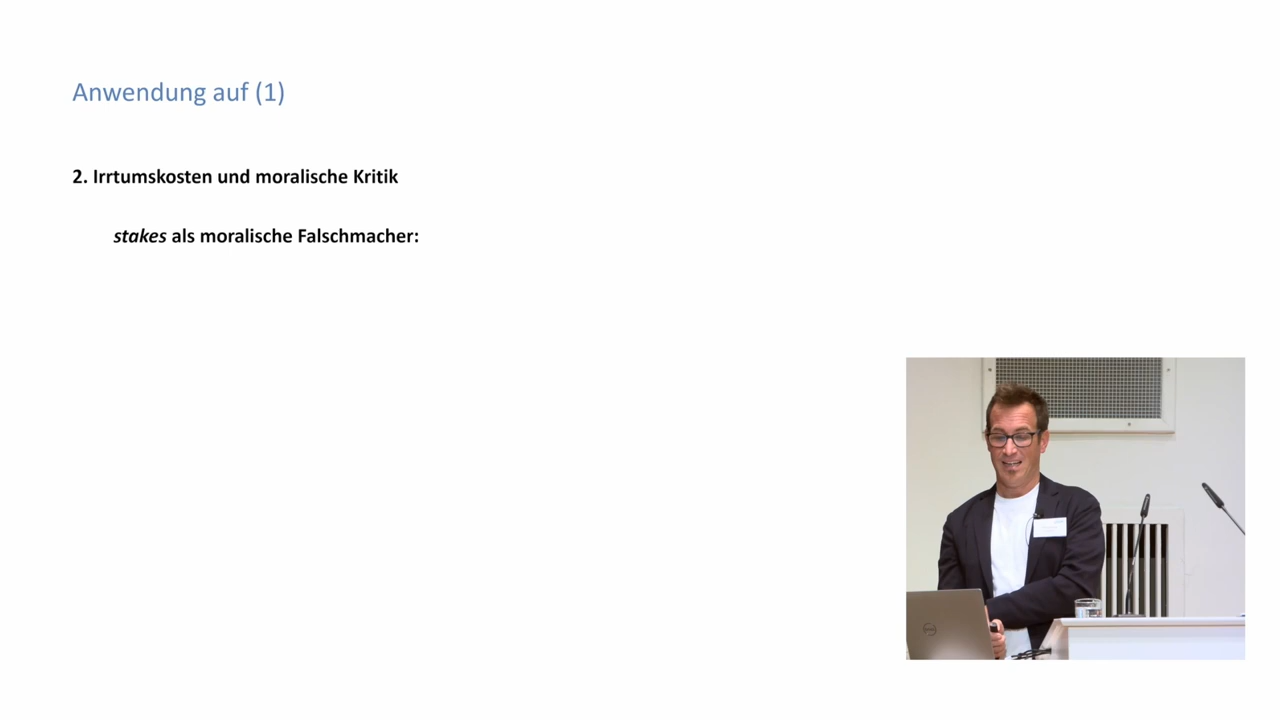 Anwendung auf (1)
2. Irrtumskosten und moralische Kritik
stakes als moralische Falschmacher: